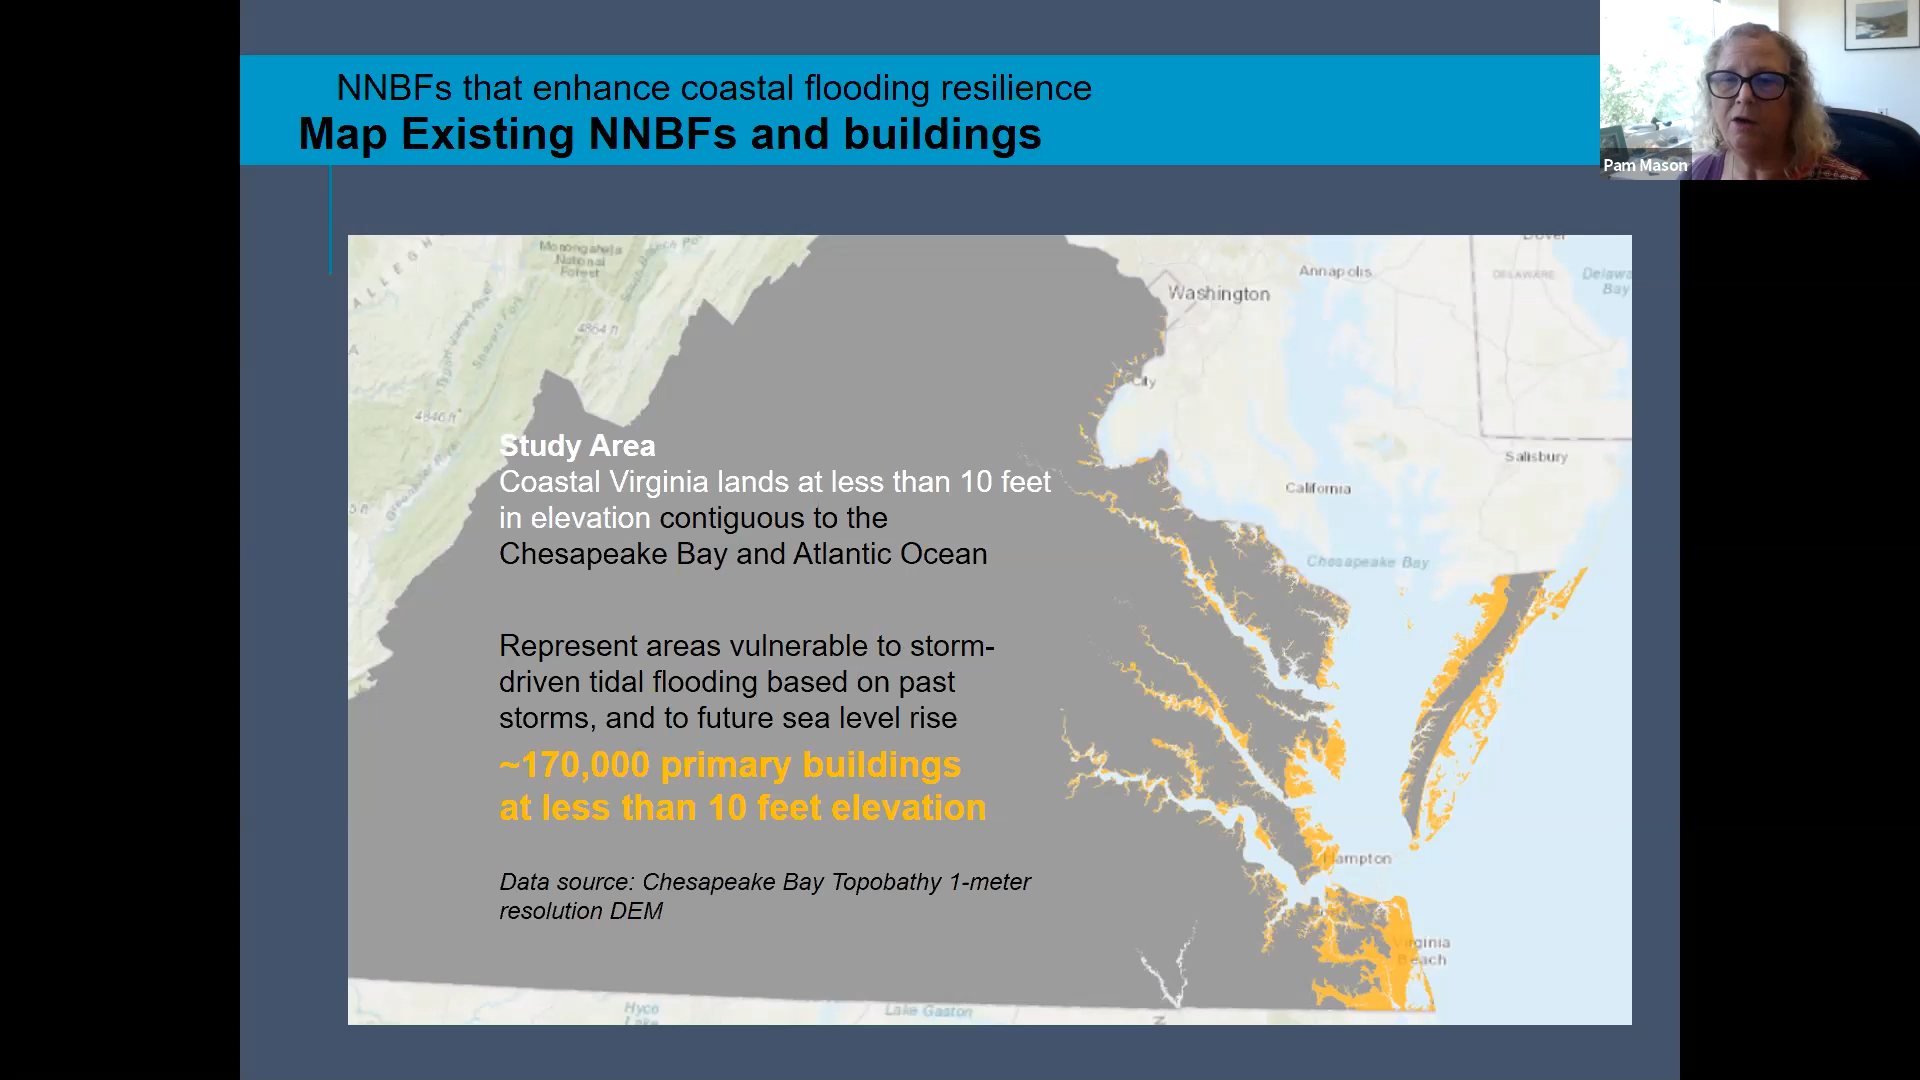 NNBFs that enhance coastal flooding resilience
Map Existing NNBFs and buildings
Pam Mason
Monongahela
National
Forest
ALLEGH
4864 ft
4846 ft
Washington
Annapolis
Dover
DELAWARE
Delawa
Bay
City
Salisbury
California
Chesapeake Bay
Study Area
Coastal Virginia lands at less than 10 feet
in elevation contiguous to the
Chesapeake Bay and Atlantic Ocean
Represent areas vulnerable to storm-
driven tidal flooding based on past
storms, and to future sea level rise
~170,000 primary buildings
at less than 10 feet elevation
Data source: Chesapeake Bay Topobathy 1-meter
resolution DEM
Hampton
Virginia
Beach
Hyco
Lake
Lake Gaston